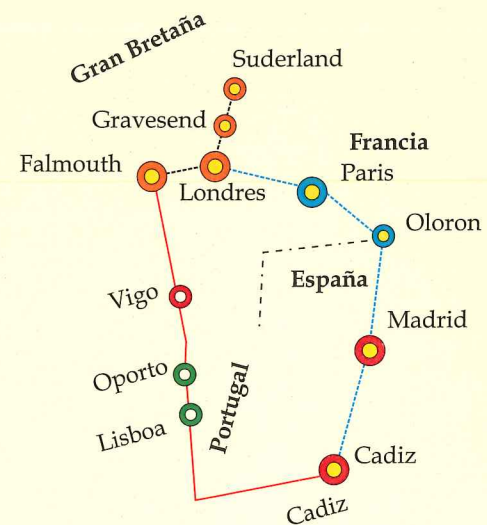 Gran Bretaña
Suderland
Gravesend
Falmouth
Londres
Francia
Paris
Oloron
España
Vigo
Madrid
Oporto
Portugal
Lisboa
Cadiz
Cadiz